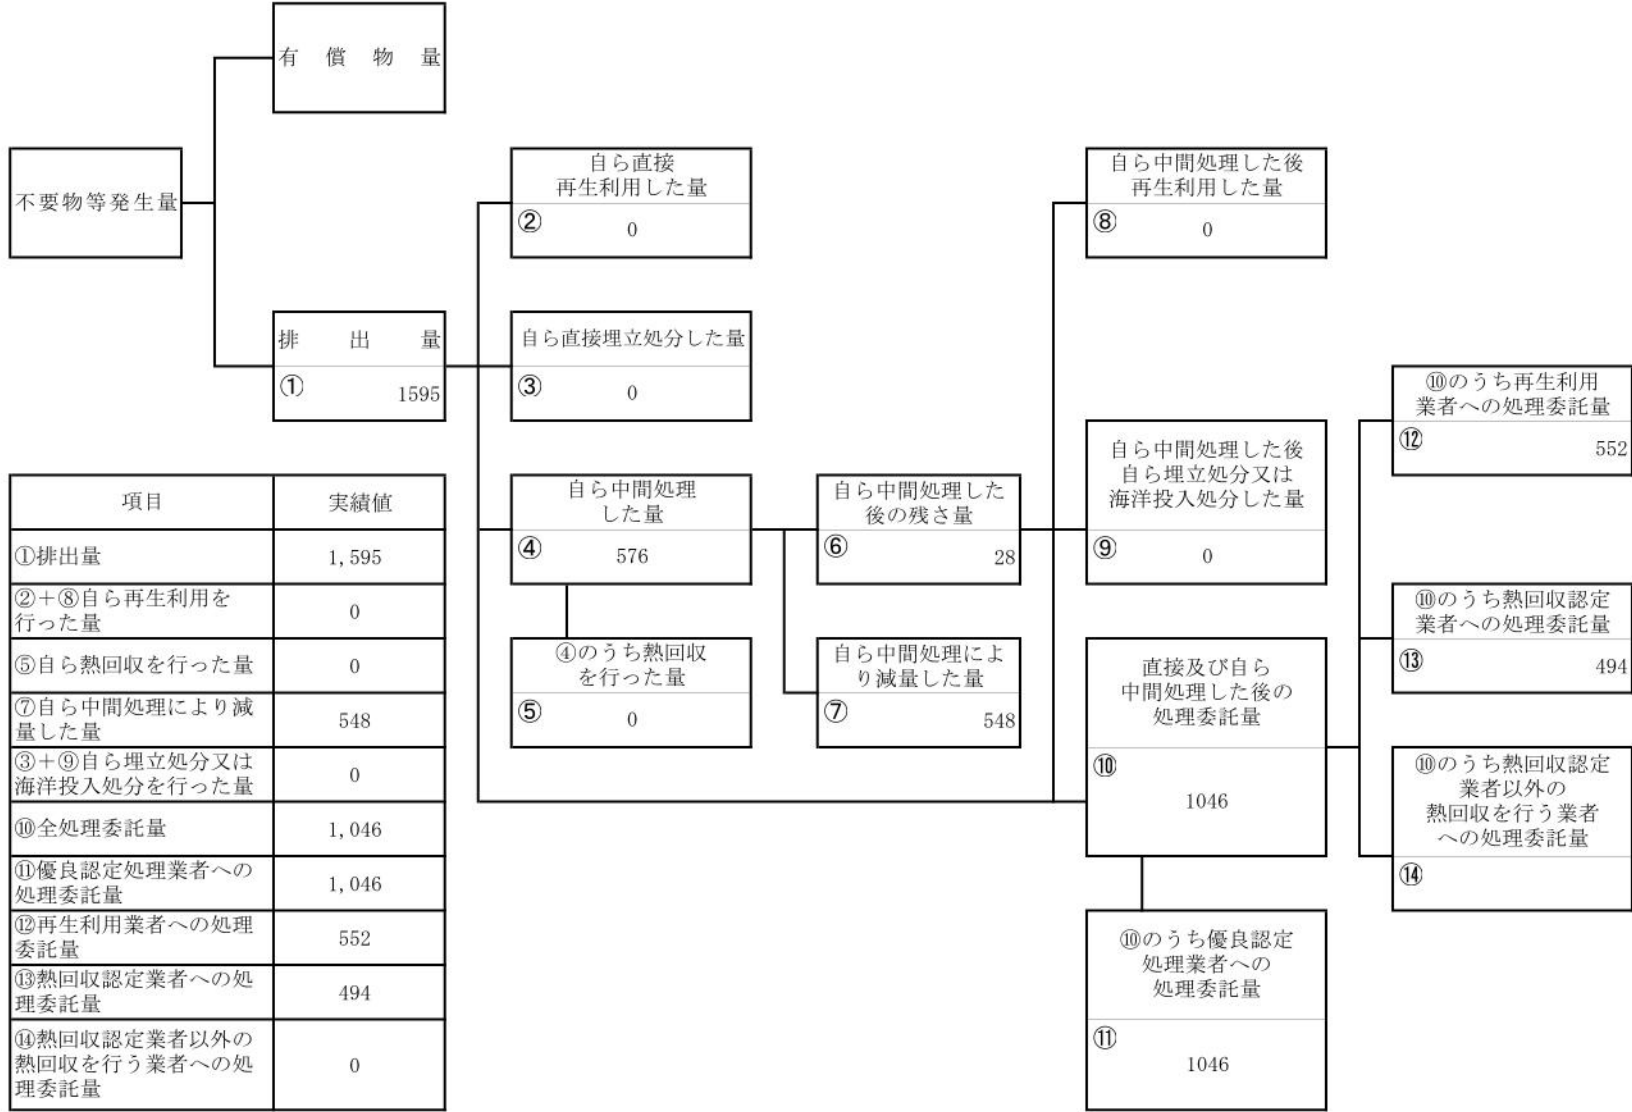 有償物量
不要物等発生量
排出量
① 1595
自ら直接
再生利用した量
② 0
自ら直接埋立処分した量
③ 0
自ら中間処理
した量
④ 576
④のうち熱回収
を行った量
⑤ 0
自ら中間処理した
後の残さ量
⑥ 28
自ら中間処理によ
り減量した量
⑦ 548
自ら中間処理した後
再生利用した量
⑧ 0
自ら中間処理した後
自ら埋立処分又は
海洋投入処分した量
⑨ 0
直接及び自ら
中間処理した後の
処理委託量
⑩
1046
⑩のうち優良認定
処理業者への
処理委託量
⑪
1046
⑩のうち再生利用
業者への処理委託量
⑫ 552
⑩のうち熱回収認定
業者への処理委託量
⑬ 494
⑩のうち熱回収認定
業者以外の
熱回収を行う業者
への処理委託量
⑭
項目 実績値
①排出量 1,595
②+⑧自ら再生利用を
行った量 0
⑤自ら熱回収を行った量 0
⑦自ら中間処理により減
量した量 548
③+⑨自ら埋立処分又は
海洋投入処分を行った量 0
⑩全処理委託量 1,046
⑪優良認定処理業者への
処理委託量 1,046
⑫再生利用業者への処理
委託量 552
⑬熱回収認定業者への処
理委託量 494
⑭熱回収認定業者以外の
熱回収を行う業者への処
理委託量 0